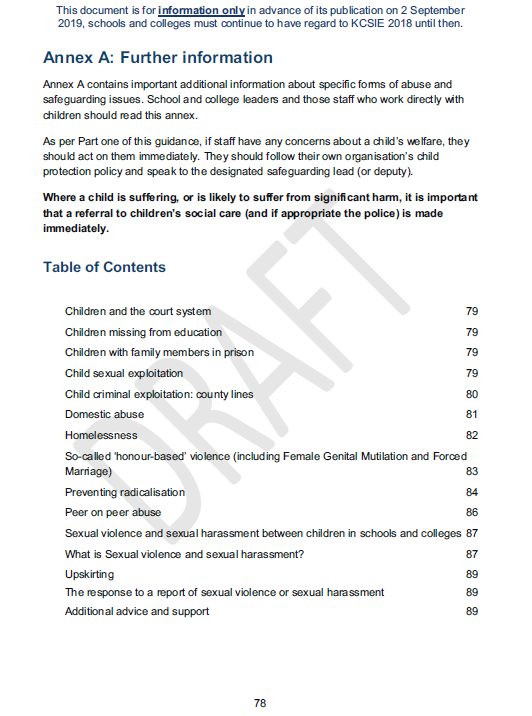 This document is for information only in advance of its publication on 2 September
2019, schools and colleges must continue to have regard to KCSIE 2018 until then.
Annex A: Further information
Annex A contains important additional information about specific forms of abuse and
safeguarding issues. School and college leaders and those staff who work directly with
children should read this annex.
As per Part one of this guidance, if staff have any concerns about a child's welfare, they
should act on them immediately. They should follow their own organisation's child
protection policy and speak to the designated safeguarding lead (or deputy).
Where a child is suffering, or is likely to suffer from significant harm, it is important
that a referral to children's social care (and if appropriate the police) is made
immediately.
Table of Contents
Children and the court system 79
Children missing from education 79
Children with family members in prison 79
Child sexual exploitation 79
Child criminal exploitation: county lines 80
Domestic abuse 81
Homelessness 82
So-called 'honour-based' violence (including Female Genital Mutilation and Forced
Marriage) 83
Preventing radicalisation 84
Peer on peer abuse 86
Sexual violence and sexual harassment between children in schools and colleges 87
What is Sexual violence and sexual harassment? 87
Upskirting 89
The response to a report of sexual violence or sexual harassment 89
Additional advice and support 89
DRAFT
78